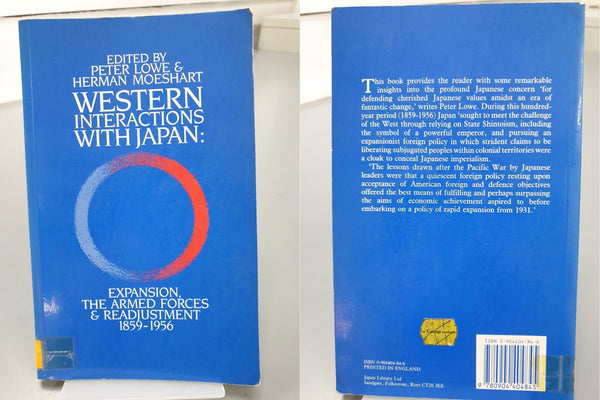 EDITED BY
PETER LOWE &
HERMAN MOESHART
WESTERN
INTERACTIONS
WITH JAPAN:
EXPANSION,
THE ARMED FORCES
& READJUSTMENT
1859-1956
This book provides the reader with some remarkable
insights into the profound Japanese concern 'for
defending cherished Japanese values amidst an era of
fantastic change,' writes Peter Lowe. During this hundred-
year period (1859-1956) Japan 'sought to meet the challenge
of the West through relying on State Shintoism, including
the symbol of a powerful emperor, and pursuing an
expansionist foreign policy in which strident claims to be
liberating subjugated peoples within colonial territories were
a cloak to conceal Japanese imperialism.
'The lessons drawn after the Pacific War by Japanese
leaders were that a quiescent foreign policy resting upon
acceptance of American foreign and defence objectives
offered the best means of fulfilling and perhaps surpassing
the aims of economic achievement aspired to before
embarking on a policy of rapid expansion from 1931.'
ISBN 0-904404-84-6
PRINTED IN ENGLAND
Japan Library Ltd
Sandgate, Folkestone, Kent CT20 3EE
ISBN 0-904404-84-6
9 780904 404845